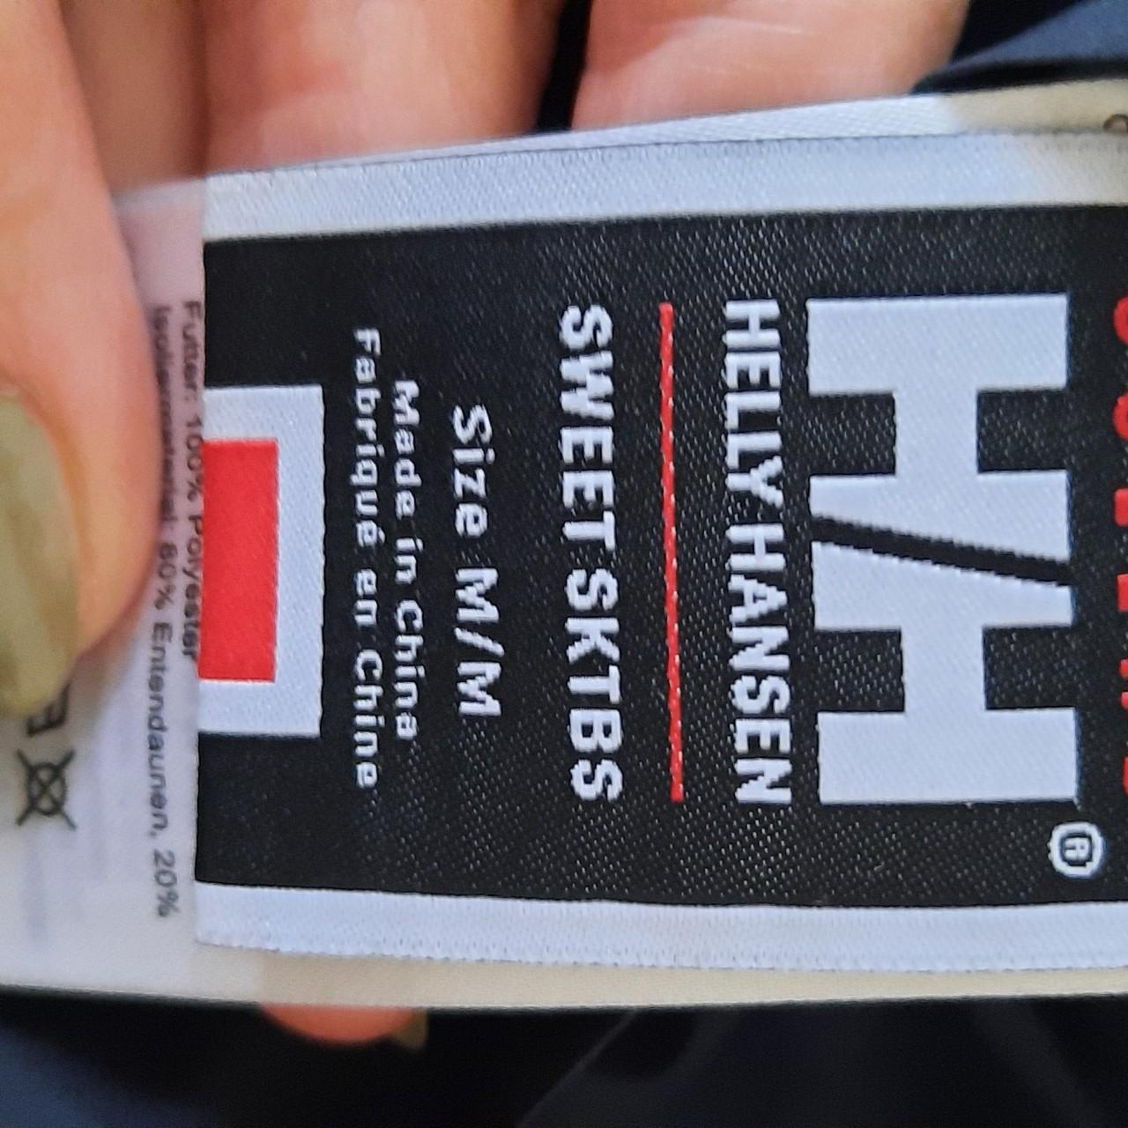 HH®
HELLY HANSEN
SWEET SKTBS
Size M/M
Made in China
Fabriqué en Chine
Futter: 100% Polyester
Isoliermaterial: 80% Entendaunen, 20%